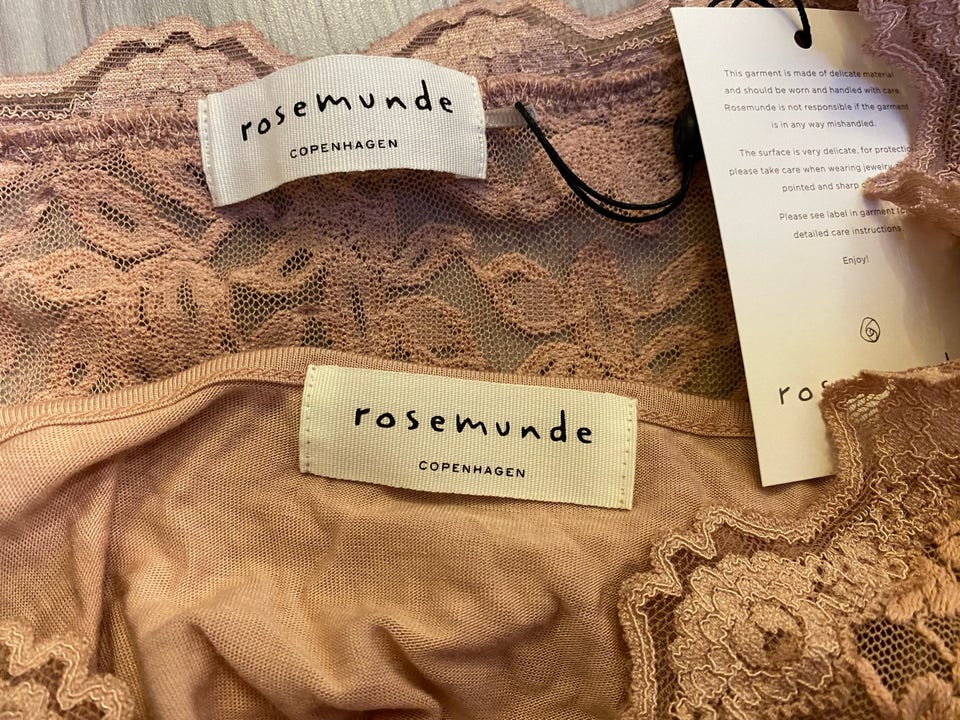 rosemunde
COPENHAGEN
This garment is made of delicate material
and should be worn and handled with care.
Rosemunde is not responsible if the garment
is in any way mishandled.
The surface is very delicate, for
please take care when wearing jewelry
pointed and sharp
Please see label in garment
detailed care instructions
Enjoy!
ros
rosemunde
COPENHAGEN